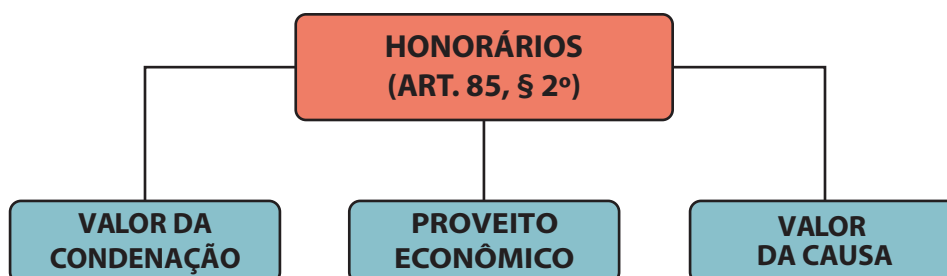 HONORÁRIOS
(ART. 85, § 2º)
VALOR DA
CONDENAÇÃO
PROVEITO
ECONÔMICO
VALOR
DA CAUSA